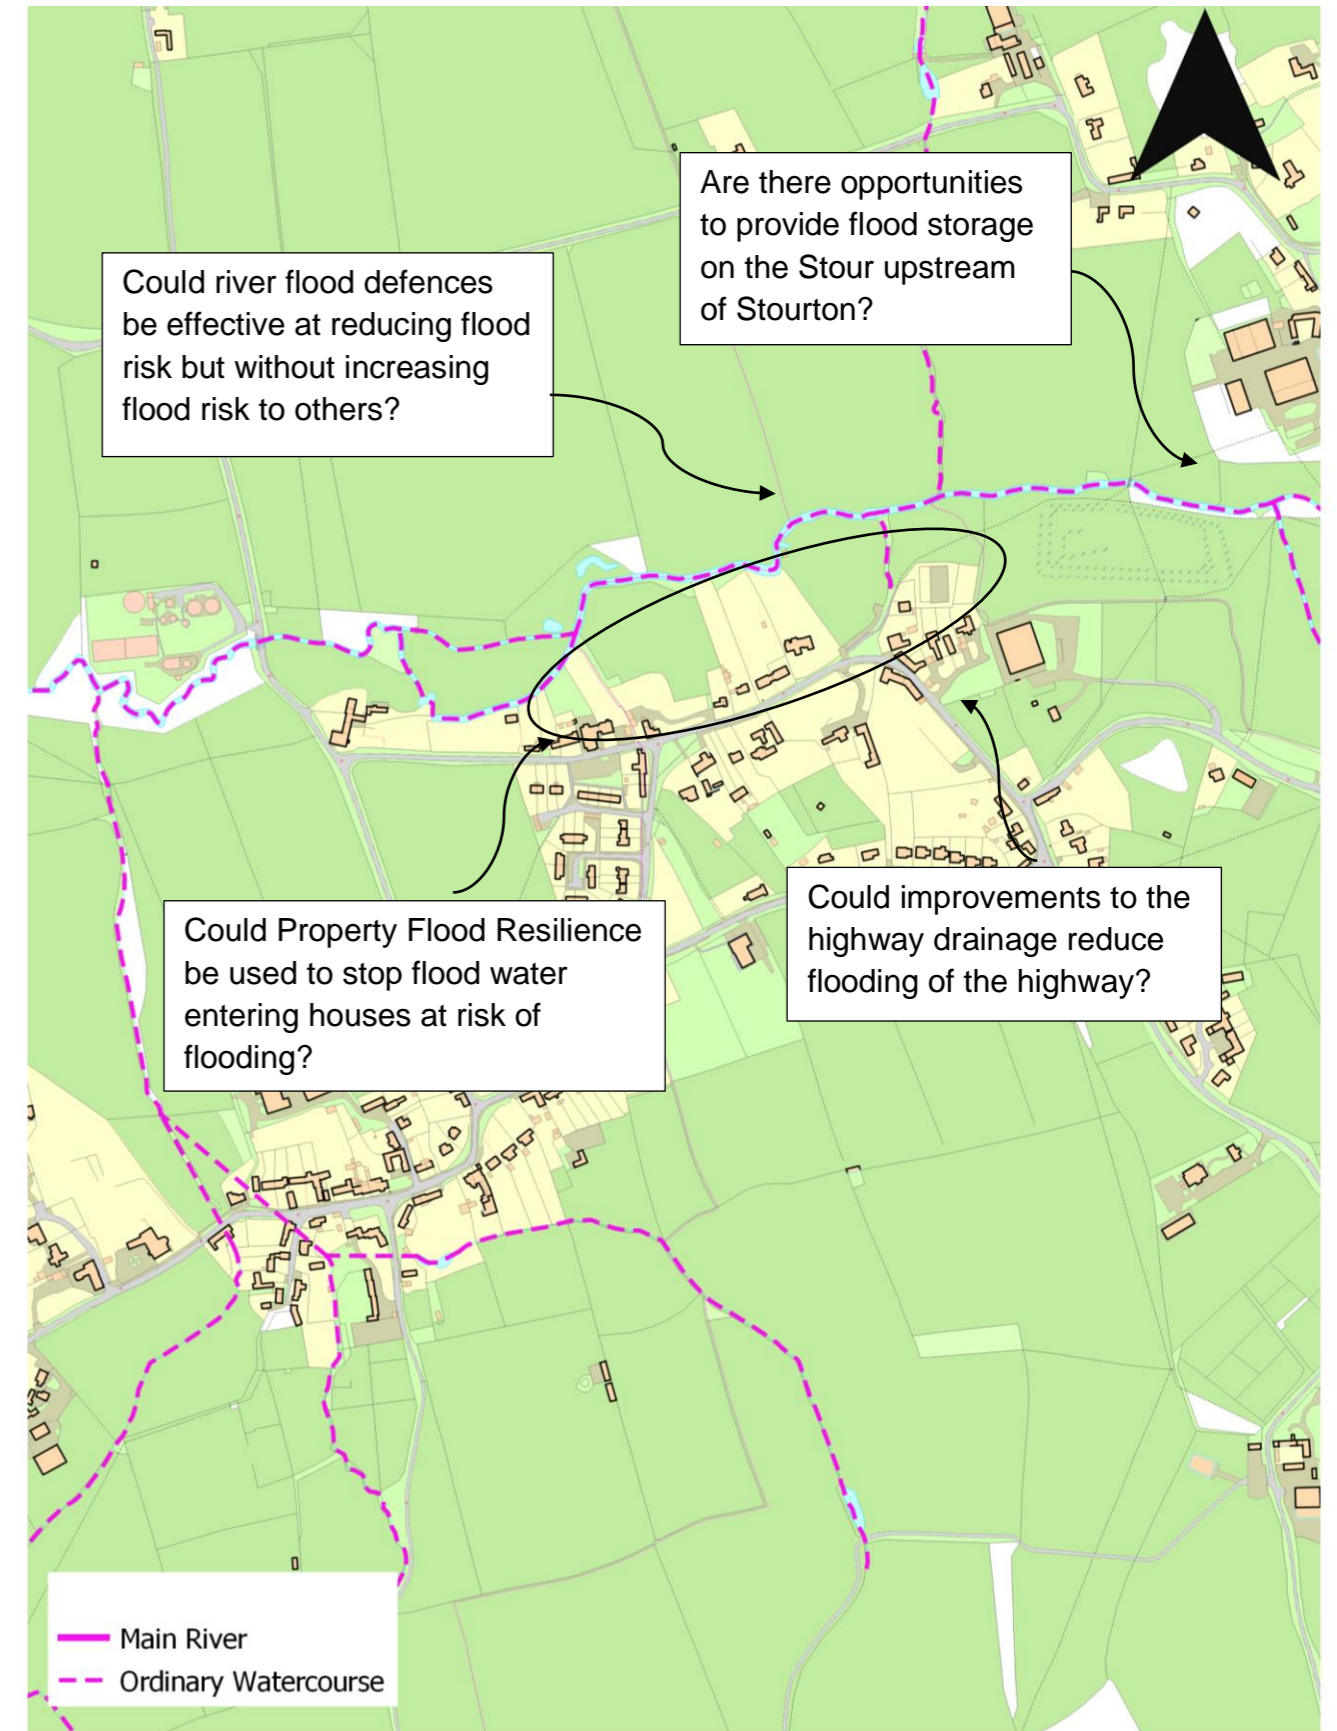 Are there opportunities
to provide flood storage
on the Stour upstream
of Stourton?
Could river flood defences
be effective at reducing flood
risk but without increasing
flood risk to others?
Could Property Flood Resilience
be used to stop flood water
entering houses at risk of
flooding?
Could improvements to the
highway drainage reduce
flooding of the highway?
Main River
Ordinary Watercourse